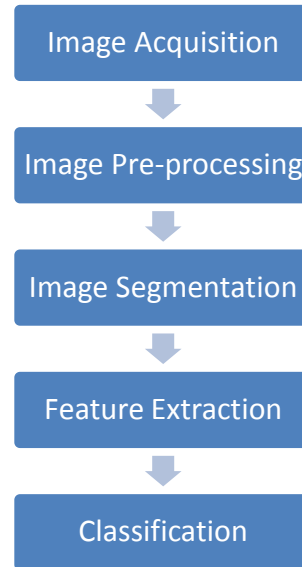 Image Acquisition
Image Pre-processing
Image Segmentation
Feature Extraction
Classification